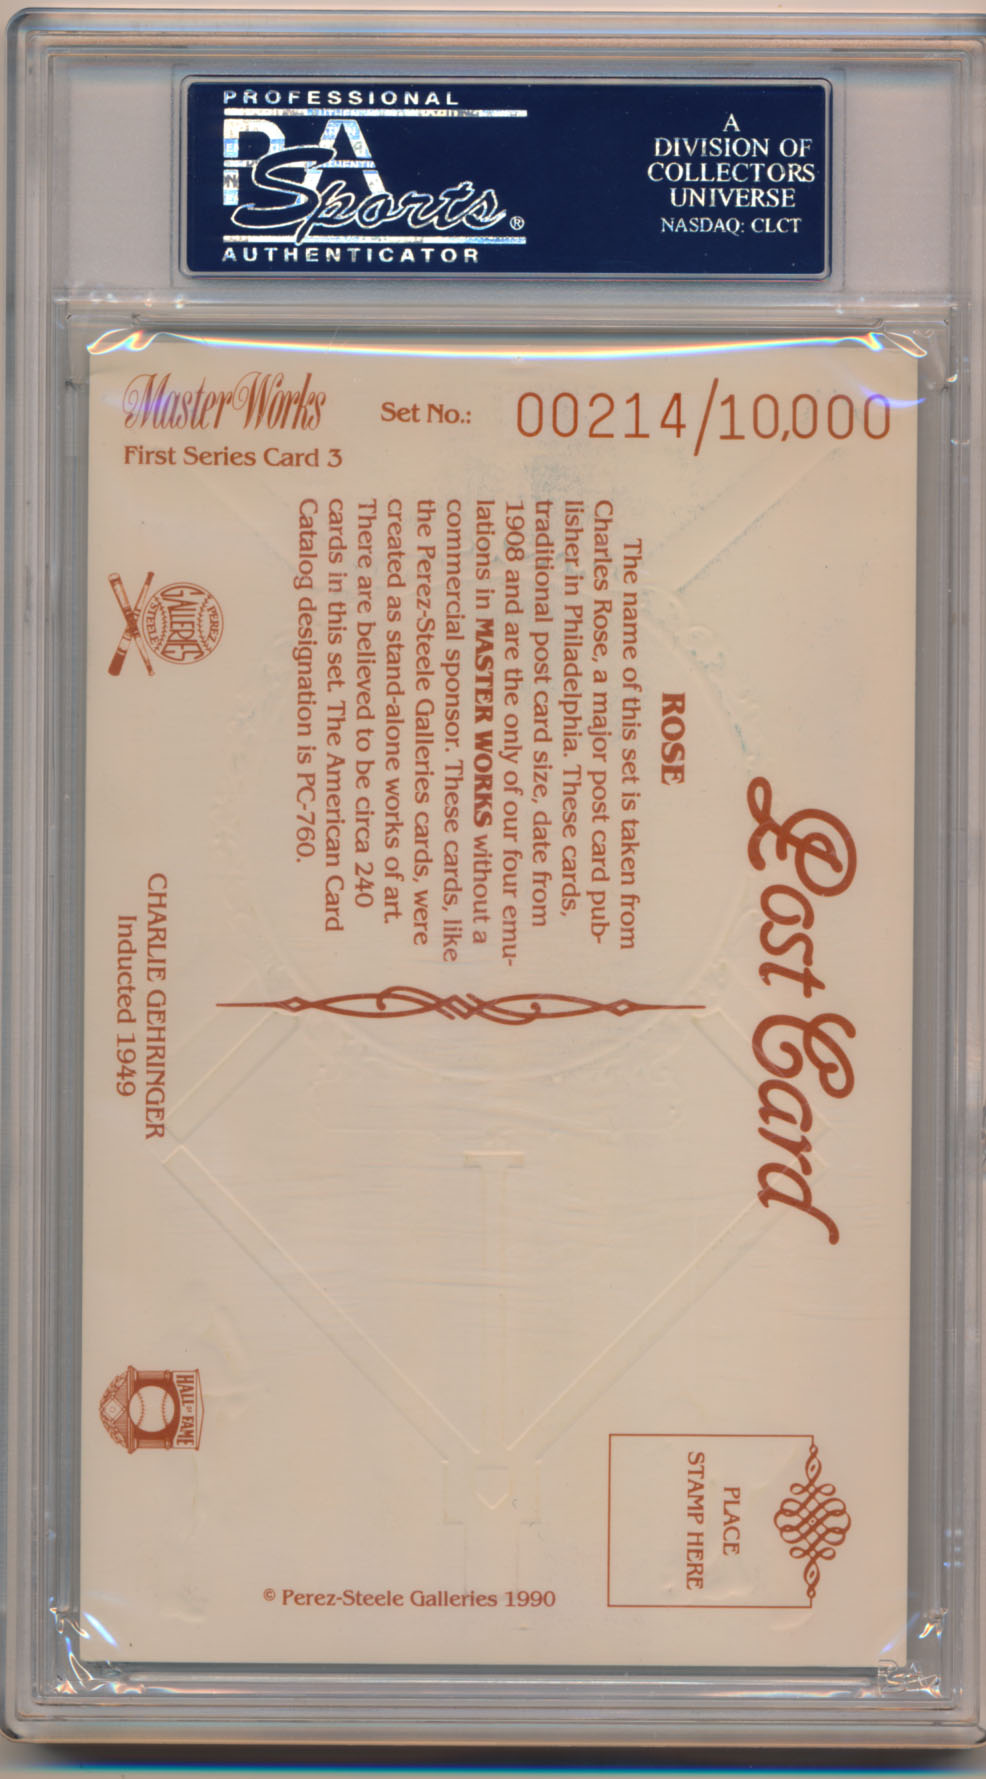 PROFESSIONAL
PSA
Sports®
AUTHENTICATOR
A
DIVISION OF
COLLECTORS
UNIVERSE
NASDAQ: CLCT
MasterWorks
First Series Card 3
Set No.:
00214/10,000
Post Card
ROSE
The name of this set is taken from
Charles Rose, a major post card pub-
lisher in Philadelphia. These cards,
traditional post card size, date from
1908 and are the only of our four emu-
lations in MASTER WORKS without a
commercial sponsor. These cards, like
the Perez-Steele Galleries cards, were
created as stand-alone works of art.
There are believed to be circa 240
cards in this set. The American Card
Catalog designation is PC-760.
PEREZ
GALLERIES
STEELE
CHARLIE GEHRINGER
Inducted 1949
HALL OF FAME
PLACE
STAMP HERE
© Perez-Steele Galleries 1990